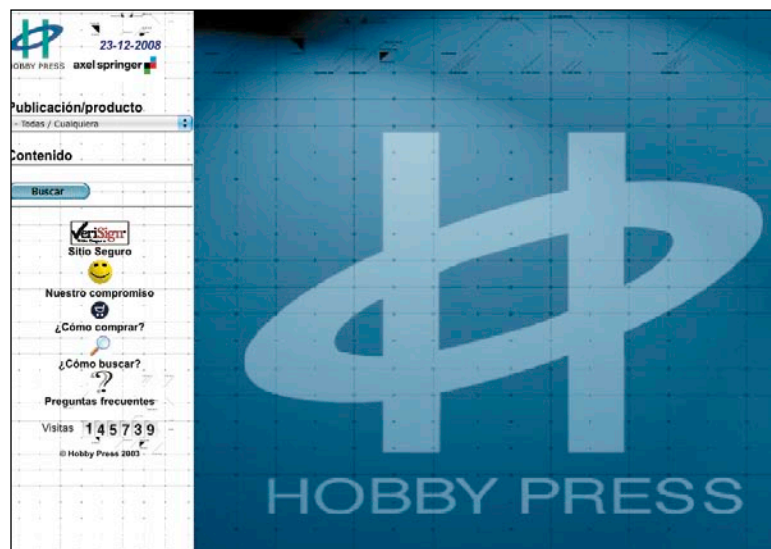 23-12-2008
HOBBY PRESS axel springer
Publicación/producto
- Todas / Cualquiera
Contenido
Buscar
VeriSign
Sitio Seguro
Nuestro compromiso
¿Cómo comprar?
¿Cómo buscar?
?
Preguntas frecuentes
Visitas 145739
© Hobby Press 2003
HOBBY PRESS